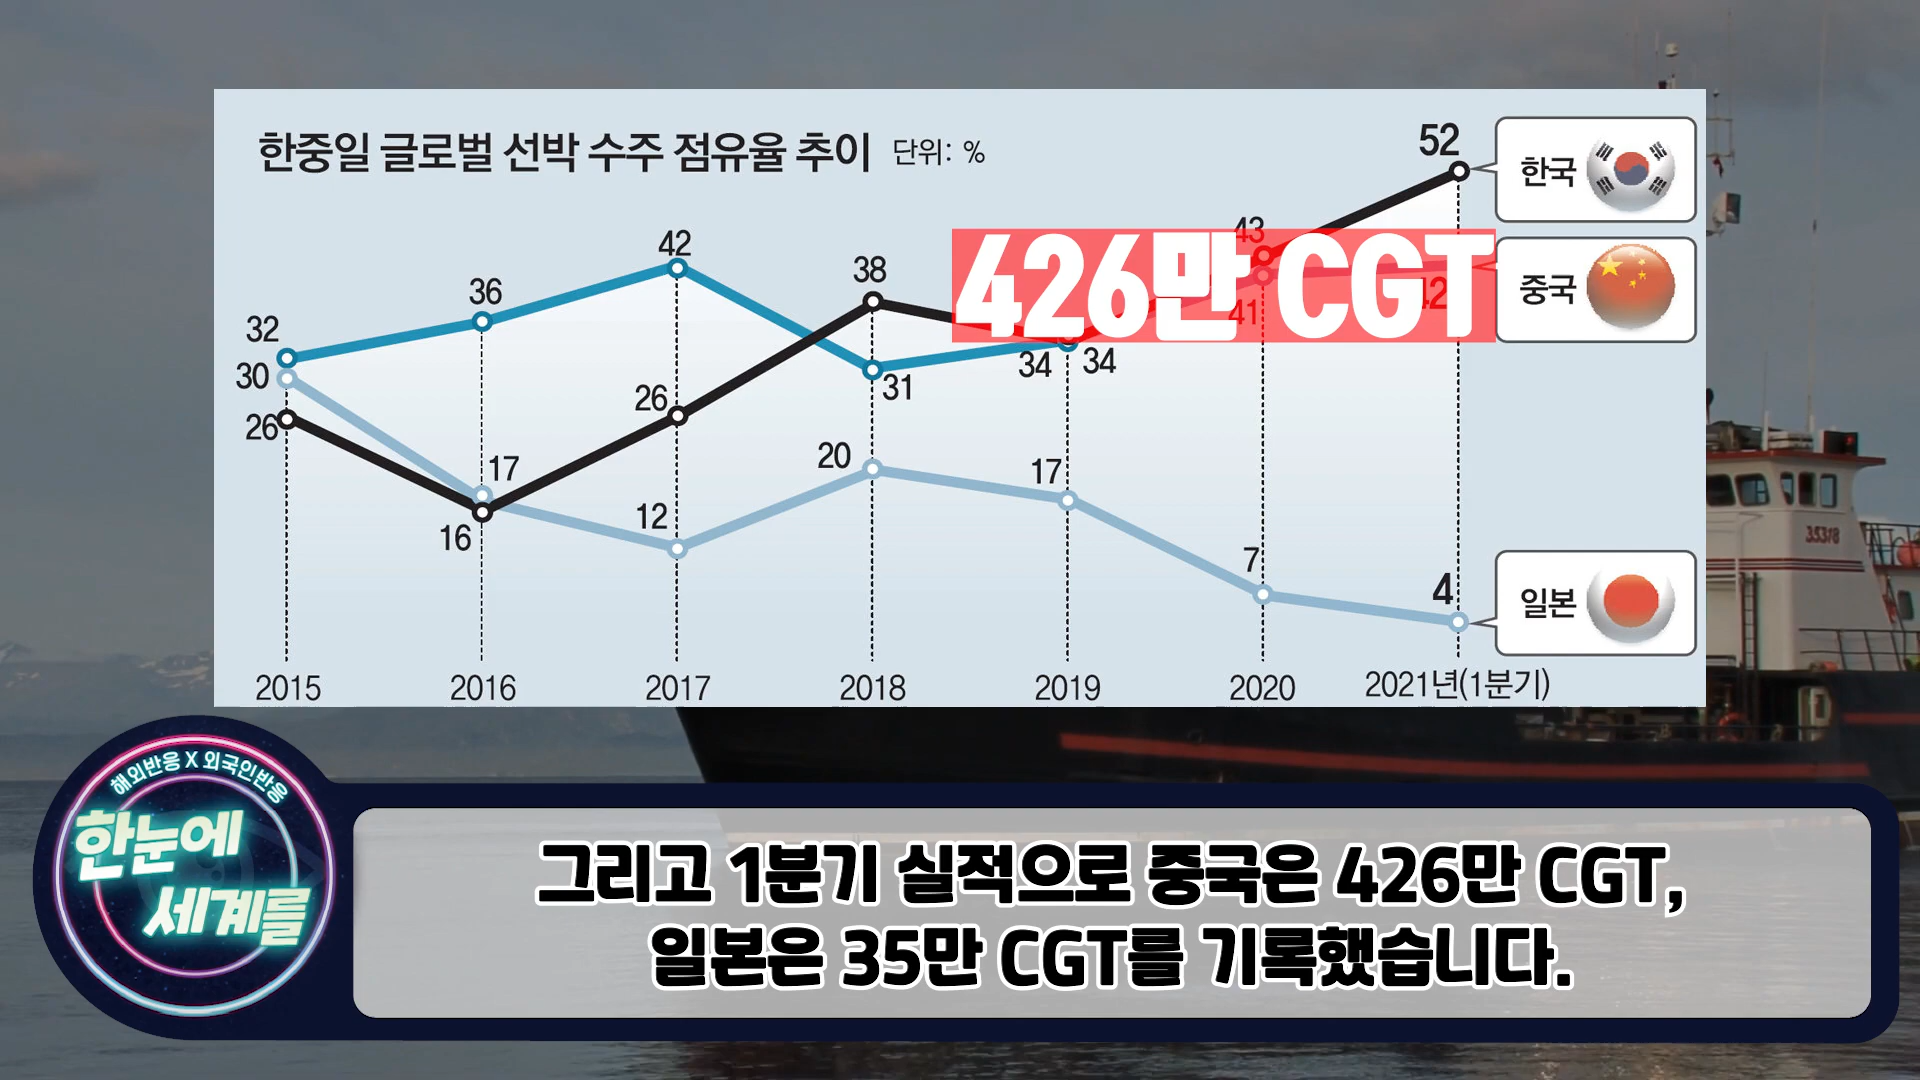 한중일 글로벌 선박 수주 점유율 추이 단위: %
52
한국
43
42
426만 CGT
중국
38
36
41
42
32
34
34
30
31
26
26
20
17
17
12
16
7
4
일본
2015 2016 2017 2018 2019 2020 2021년(1분기)
35318
해외반응 X 외국인반응
한눈에
세계를
그리고 1분기 실적으로 중국은 426만 CGT,
일본은 35만 CGT를 기록했습니다.